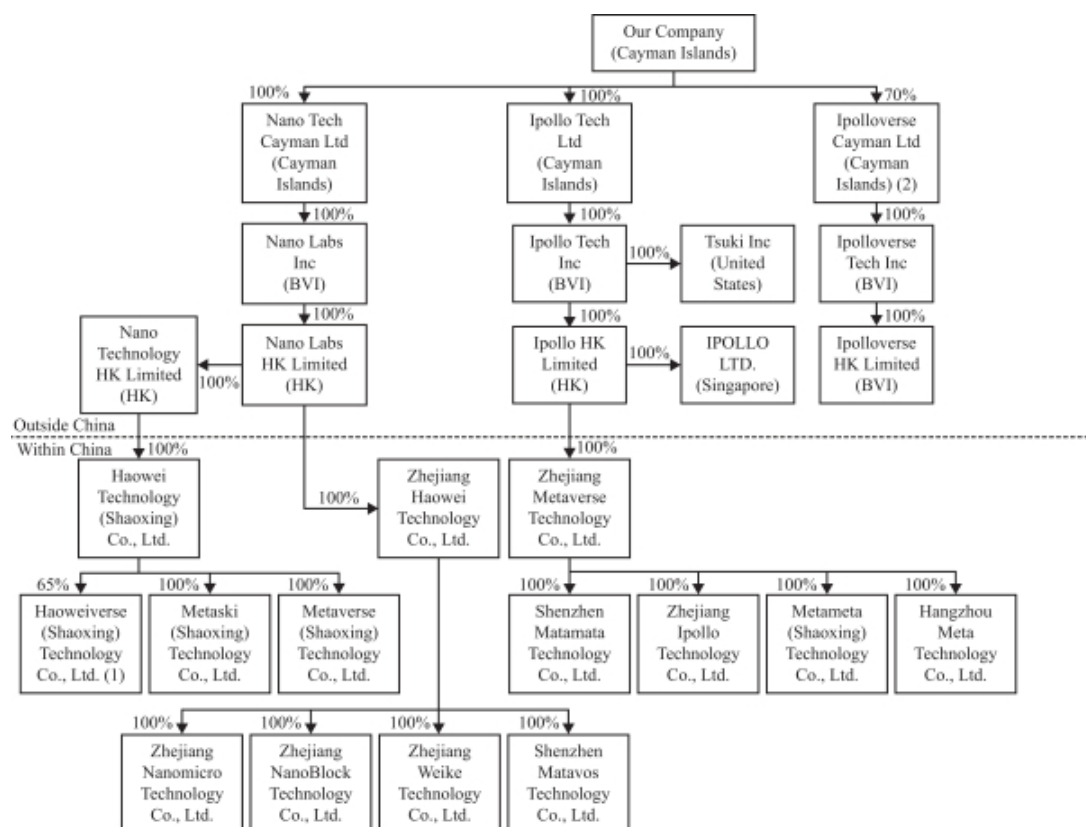 Our Company
(Cayman Islands)
100%
100%
70%
Nano Tech
Cayman Ltd
(Cayman
Islands)
Ipollo Tech
Ltd
(Cayman
Islands)
Ipolloverse
Cayman Ltd
(Cayman
Islands) (2)
100%
100%
100%
Nano Labs
Inc
(BVI)
Ipollo Tech
Inc
(BVI)
100%
Tsuki Inc
(United
States)
Ipolloverse
Tech Inc
(BVI)
100%
100%
100%
Nano
Technology
HK Limited
(HK)
100%
Nano Labs
HK Limited
(HK)
Ipollo HK
Limited
(HK)
100%
IPOLLO
LTD.
(Singapore)
Ipolloverse
HK Limited
(BVI)
Outside China
Within China
100%
100%
Haowei
Technology
(Shaoxing)
Co., Ltd.
100%
Zhejiang
Haowei
Technology
Co., Ltd.
Zhejiang
Metaverse
Technology
Co., Ltd.
65%
100%
100%
100%
100%
100%
100%
Haoweiverse
(Shaoxing)
Technology
Co., Ltd. (1)
Metaski
(Shaoxing)
Technology
Co., Ltd.
Metaverse
(Shaoxing)
Technology
Co., Ltd.
Shenzhen
Matamata
Technology
Co., Ltd.
Zhejiang
Ipollo
Technology
Co., Ltd.
Metameta
(Shaoxing)
Technology
Co., Ltd.
Hangzhou
Meta
Technology
Co., Ltd.
100%
100%
100%
100%
Zhejiang
Nanomicro
Technology
Co., Ltd.
Zhejiang
NanoBlock
Technology
Co., Ltd.
Zhejiang
Weike
Technology
Co., Ltd.
Shenzhen
Matavos
Technology
Co., Ltd.